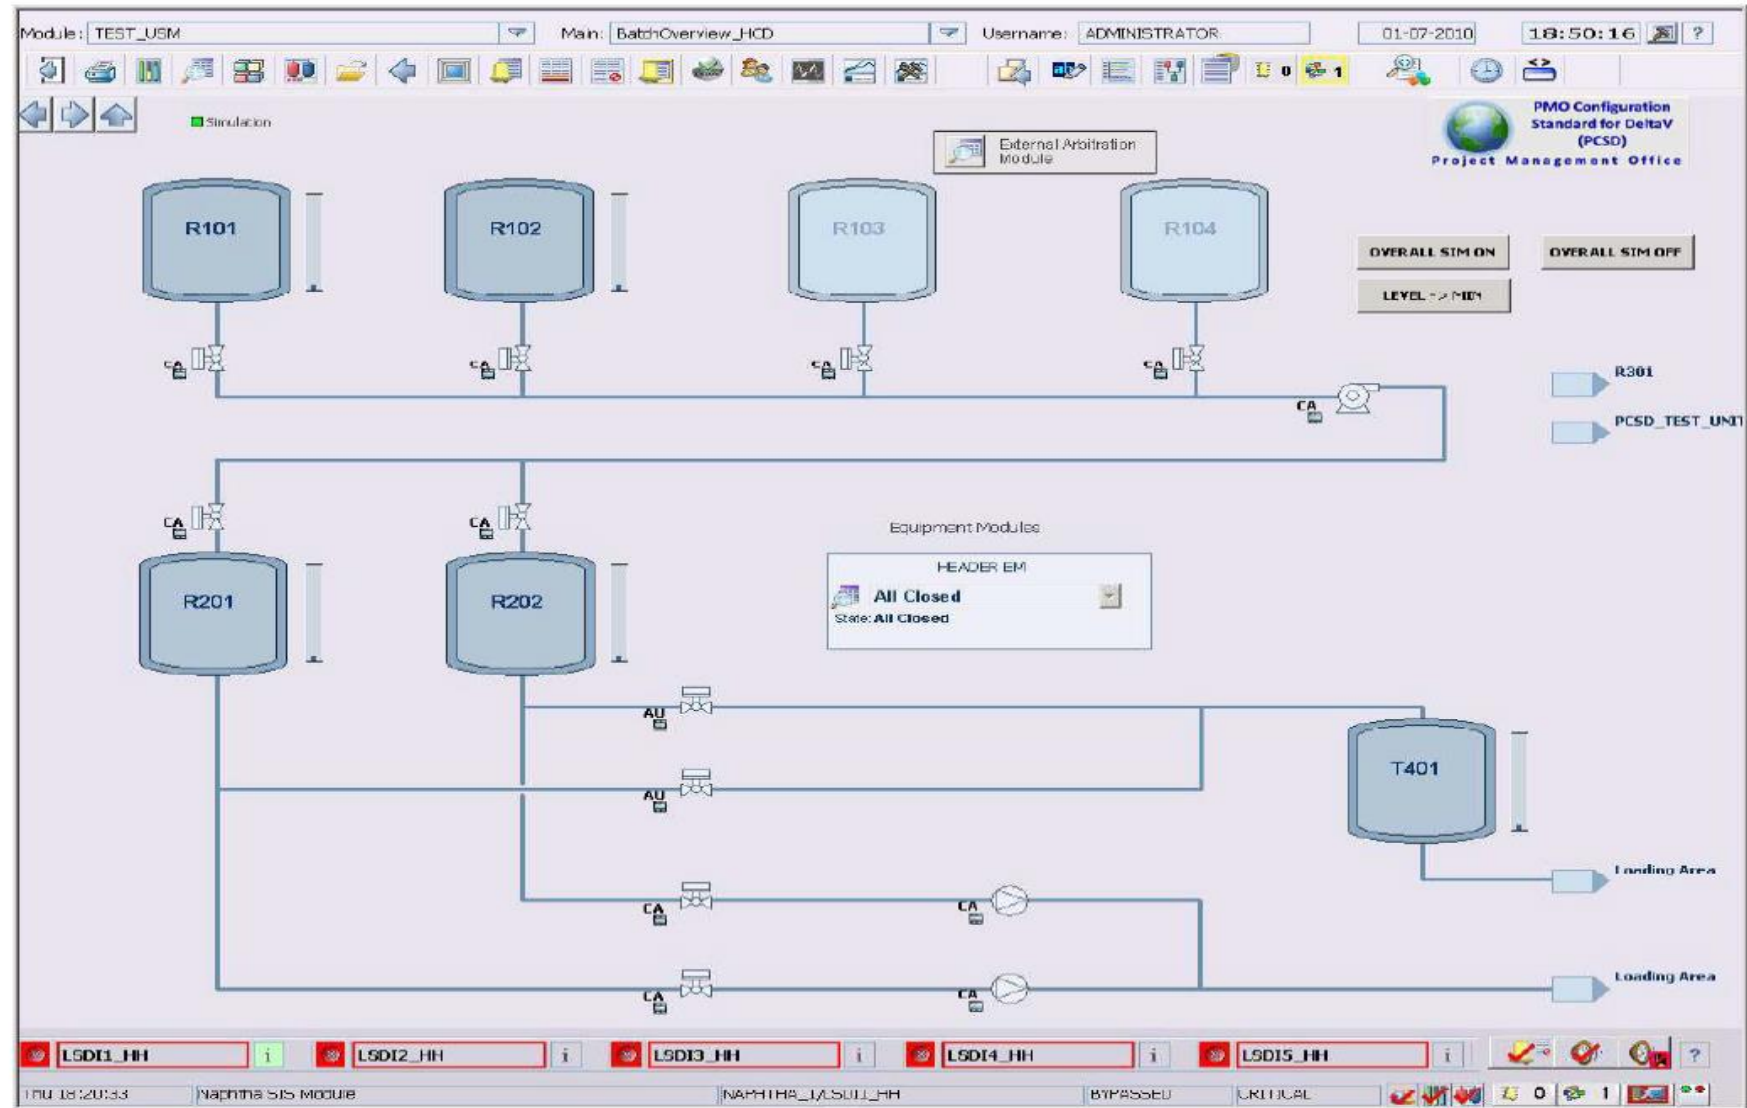 Module: TEST_USM Main: BatchOverview_HCD Username: ADMINISTRATOR 01-07-2010 18:50:16 ?
0 1
Simulation
External Arbitration
Module
PMO Configuration
Standard for DeltaV
(PCSD)
Project Management Office
R101 R102 R103 R104
OVERALL SIM ON OVERALL SIM OFF
LEVEL -> MID1
CA CA CA CA
R301
CA
PCSD_TEST_UNIT
CA CA
Equipment Modules
HEADER EM
All Closed
State: All Closed
R201 R202
AU
T401
AU
Loading Area
CA CA
Loading Area
CA CA
LSDI1_HH i LSDI2_HH i LSDI3_HH i LSDI4_HH i LSDI5_HH i ?
Thu 18:20:33 Naphtha SIS Module NAPHTHA_1/LSDI1_HH BYPASSED CRITICAL 0 1